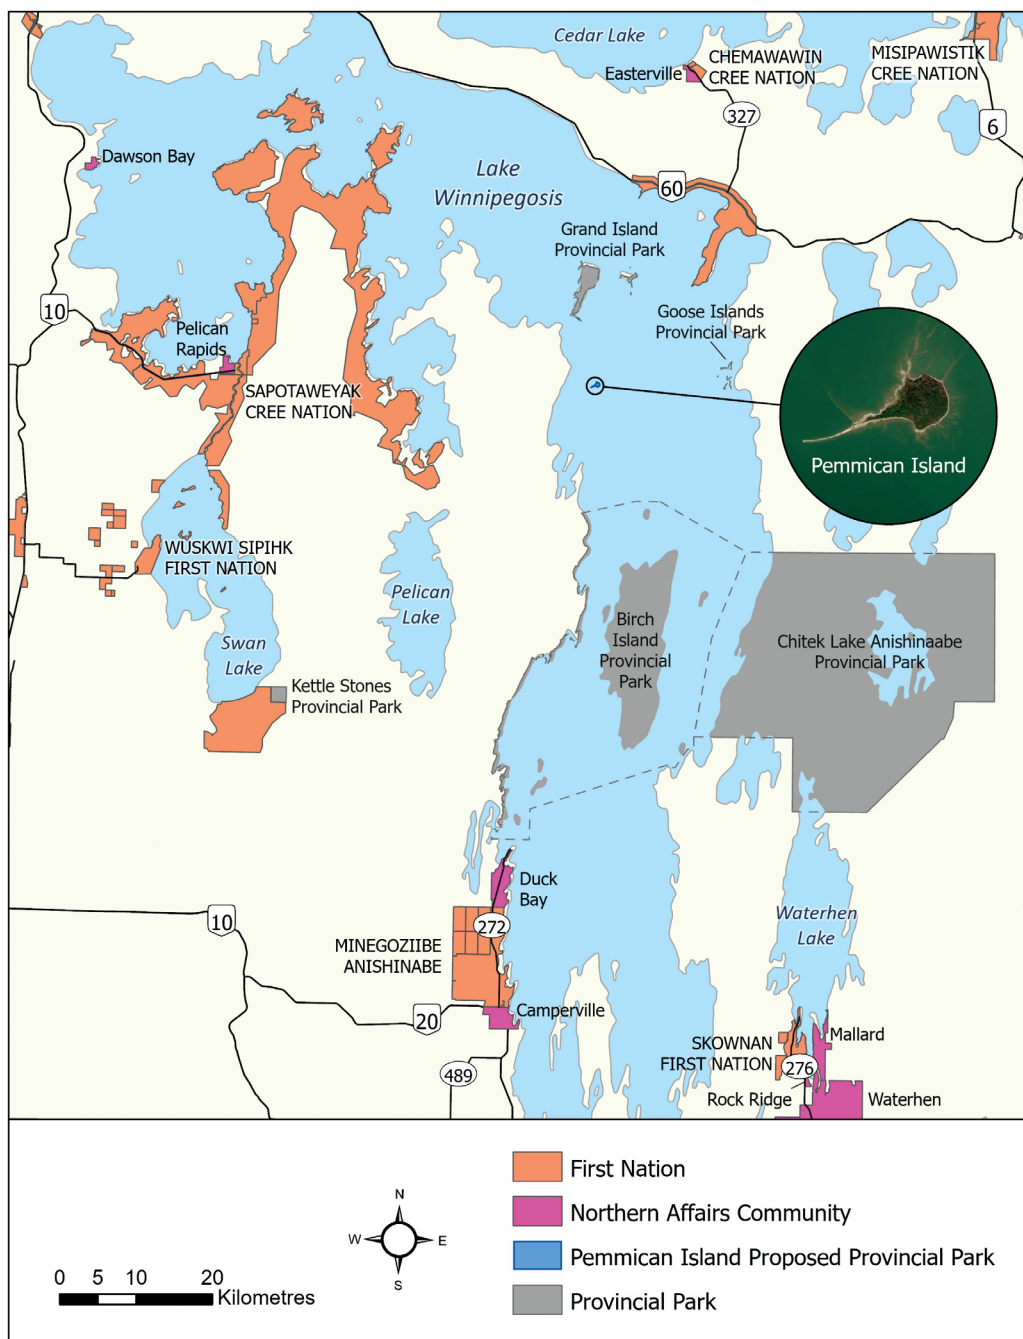 Cedar Lake
CHEMAWAWIN
CREE NATION
Easterville
MISIPAWISTIK
CREE NATION
327
6
Dawson Bay
Lake
Winnipegosis
60
Grand Island
Provincial Park
10
Pelican
Rapids
Goose Islands
Provincial Park
SAPOTAWEYAK
CREE NATION
Pemmican Island
WUSKWI SIPIHK
FIRST NATION
Pelican
Lake
Swan
Lake
Birch
Island
Provincial
Park
Chitek Lake Anishinaabe
Provincial Park
Kettle Stones
Provincial Park
Duck
Bay
10
272
MINEGOZIIBE
ANISHINABE
Waterhen
Lake
20
Camperville
489
SKOWNAN
FIRST NATION
276
Mallard
Rock Ridge
Waterhen
First Nation
Northern Affairs Community
Pemmican Island Proposed Provincial Park
Provincial Park
N
W
E
S
0 5 10 20
Kilometres